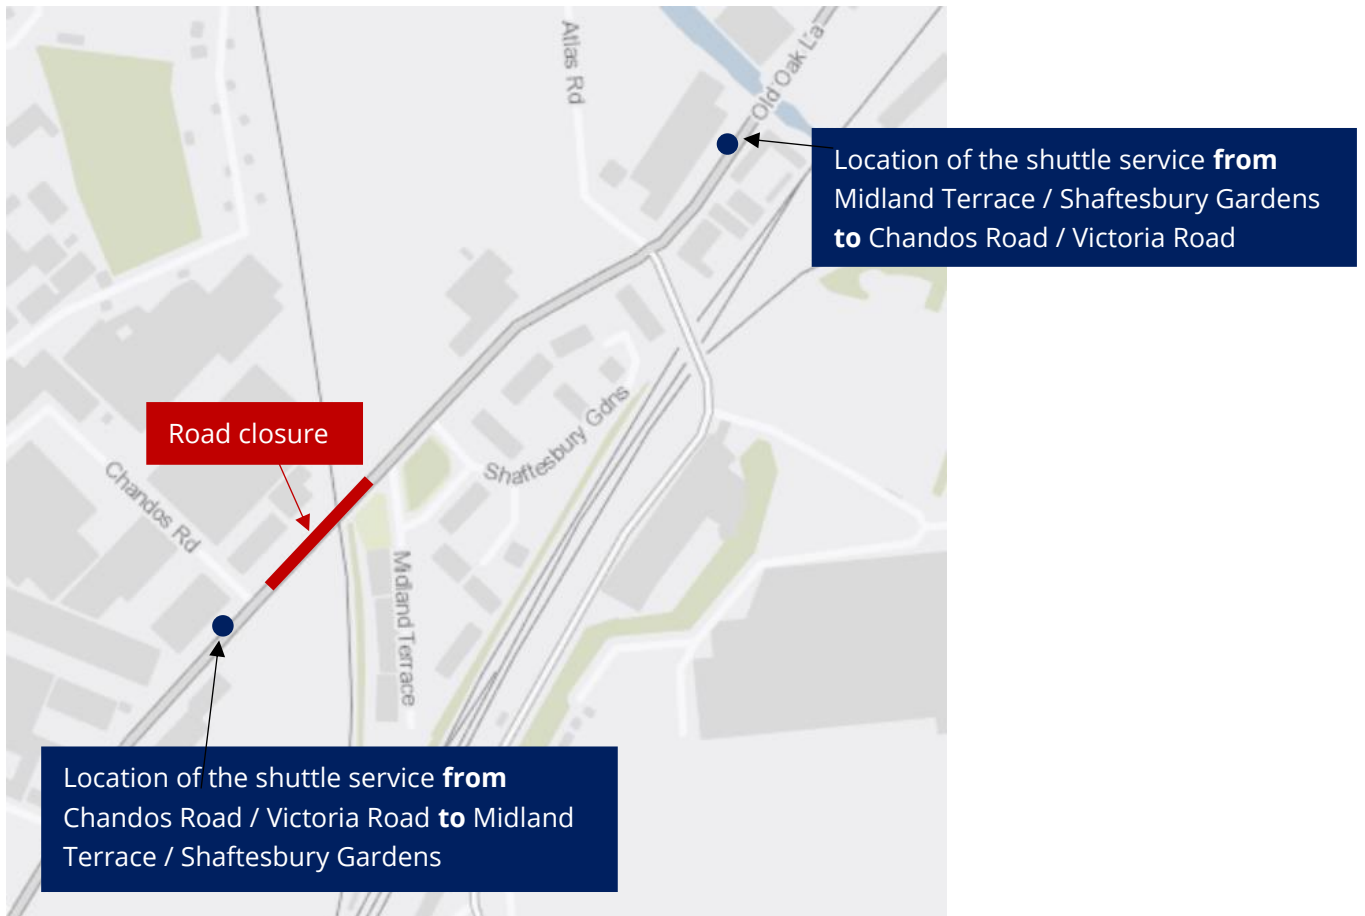 Atlas Rd
Old Oak La
Location of the shuttle service from
Midland Terrace / Shaftesbury Gardens
to Chandos Road / Victoria Road
Road closure
Shaftesbury Gdns
Chandos Rd
Midland Terrace
Location of the shuttle service from
Chandos Road / Victoria Road to Midland
Terrace / Shaftesbury Gardens